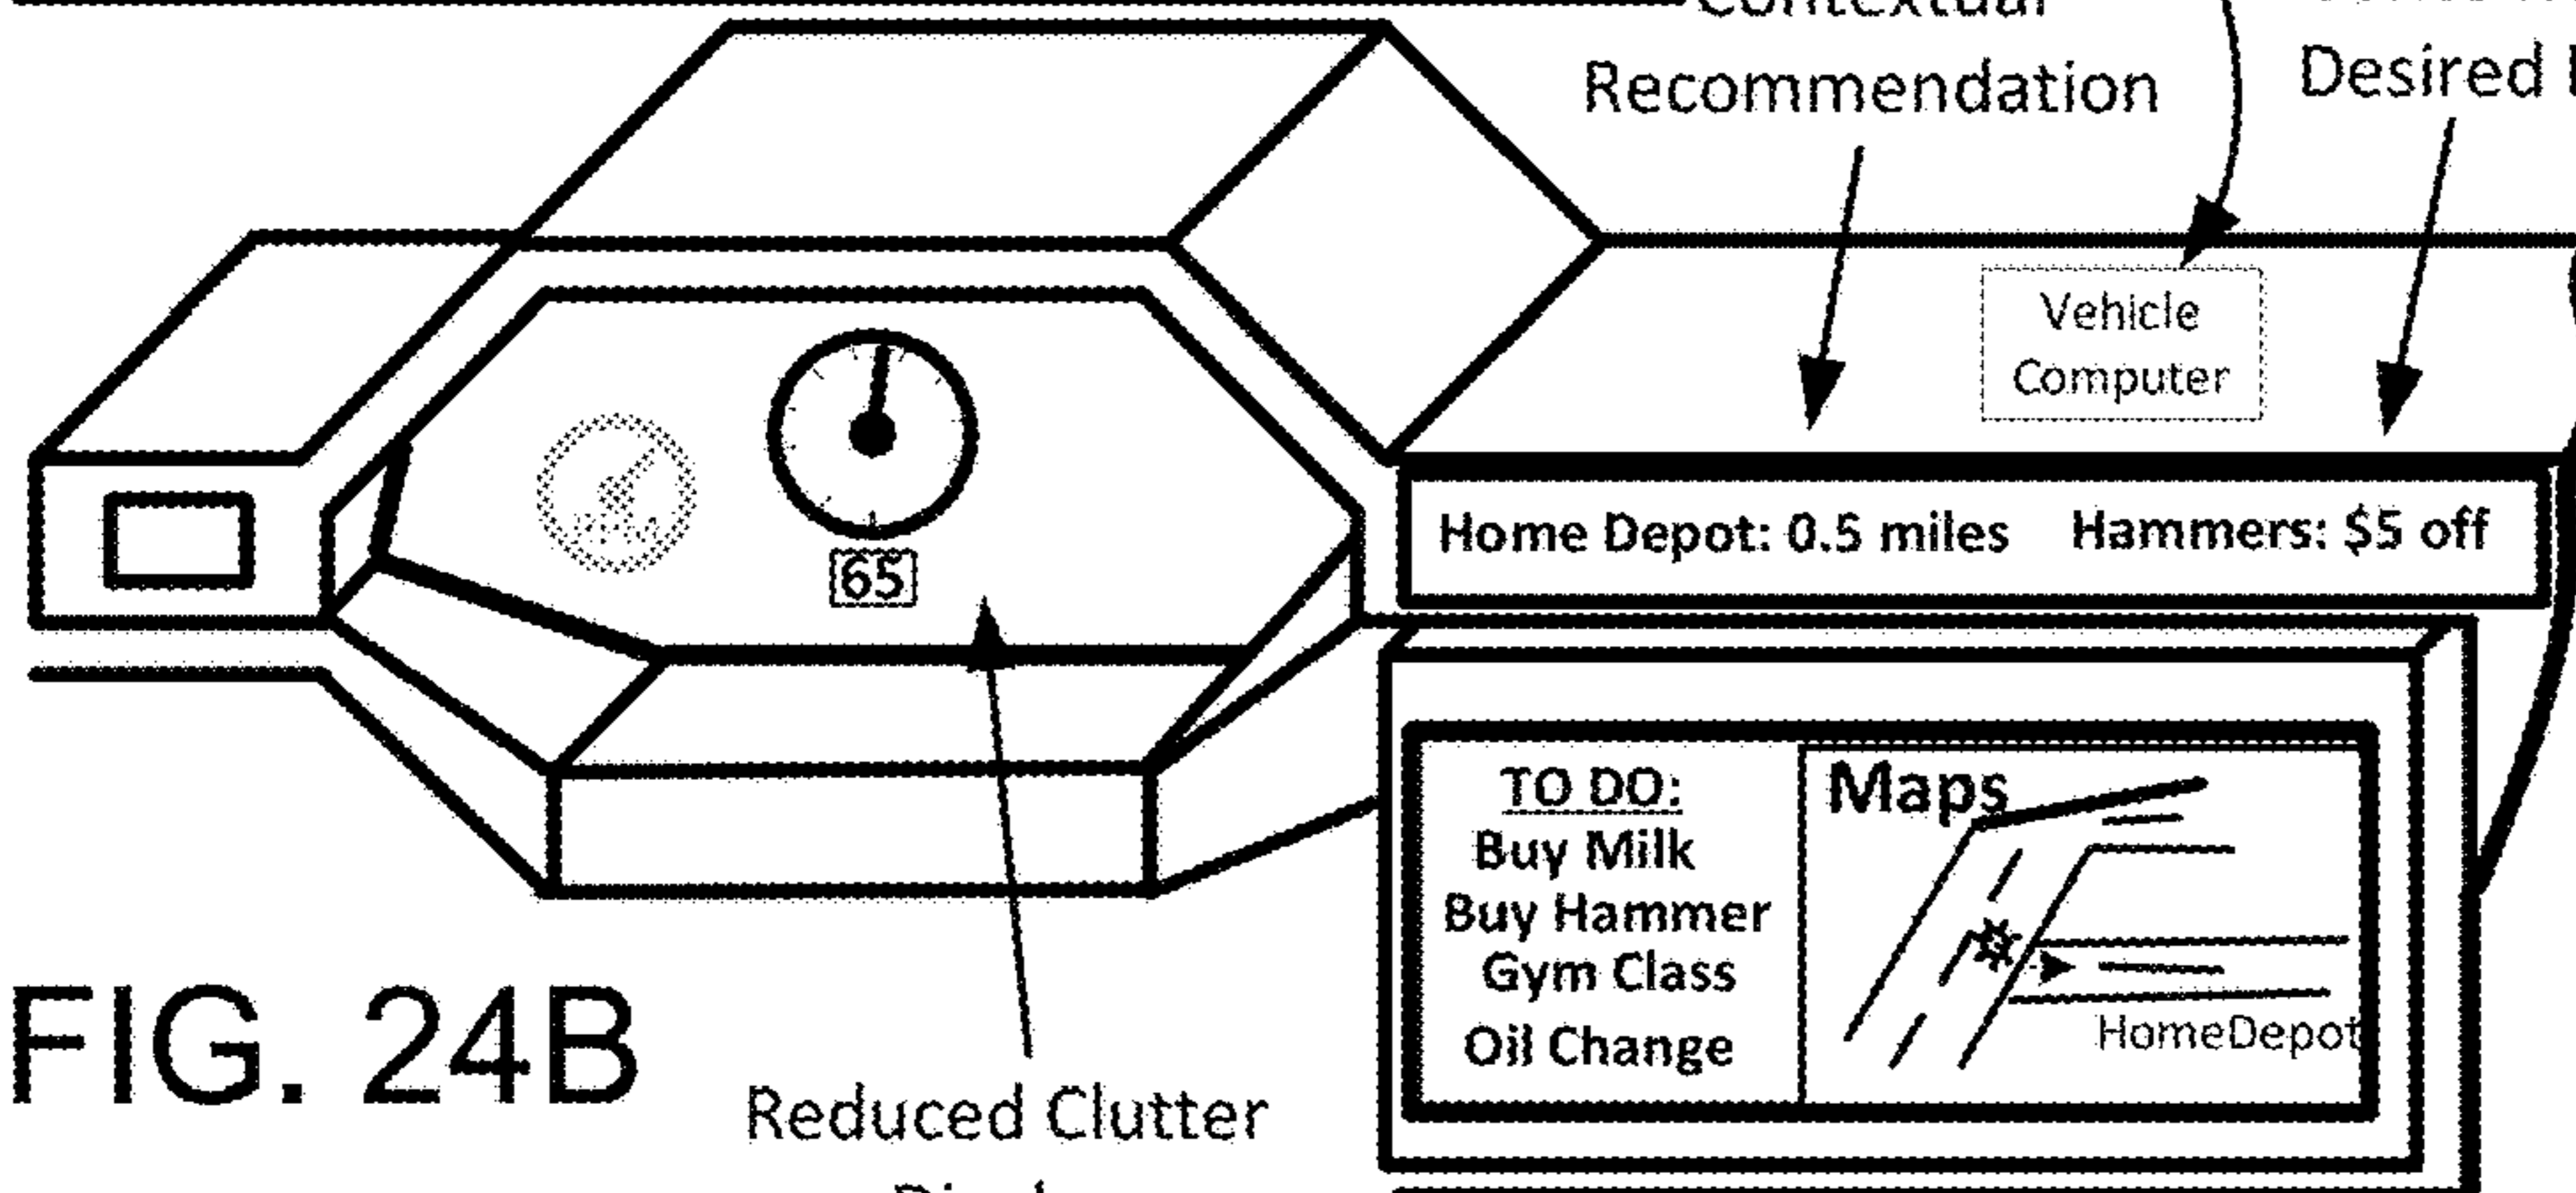 Contextual
Recommendation
Desired
Vehicle
Computer
Home Depot: 0.5 miles Hammers: $5 off
65
TO DO:
Buy Milk
Buy Hammer
Gym Class
Oil Change
Maps
HomeDepot
FIG. 24B
Reduced Clutter